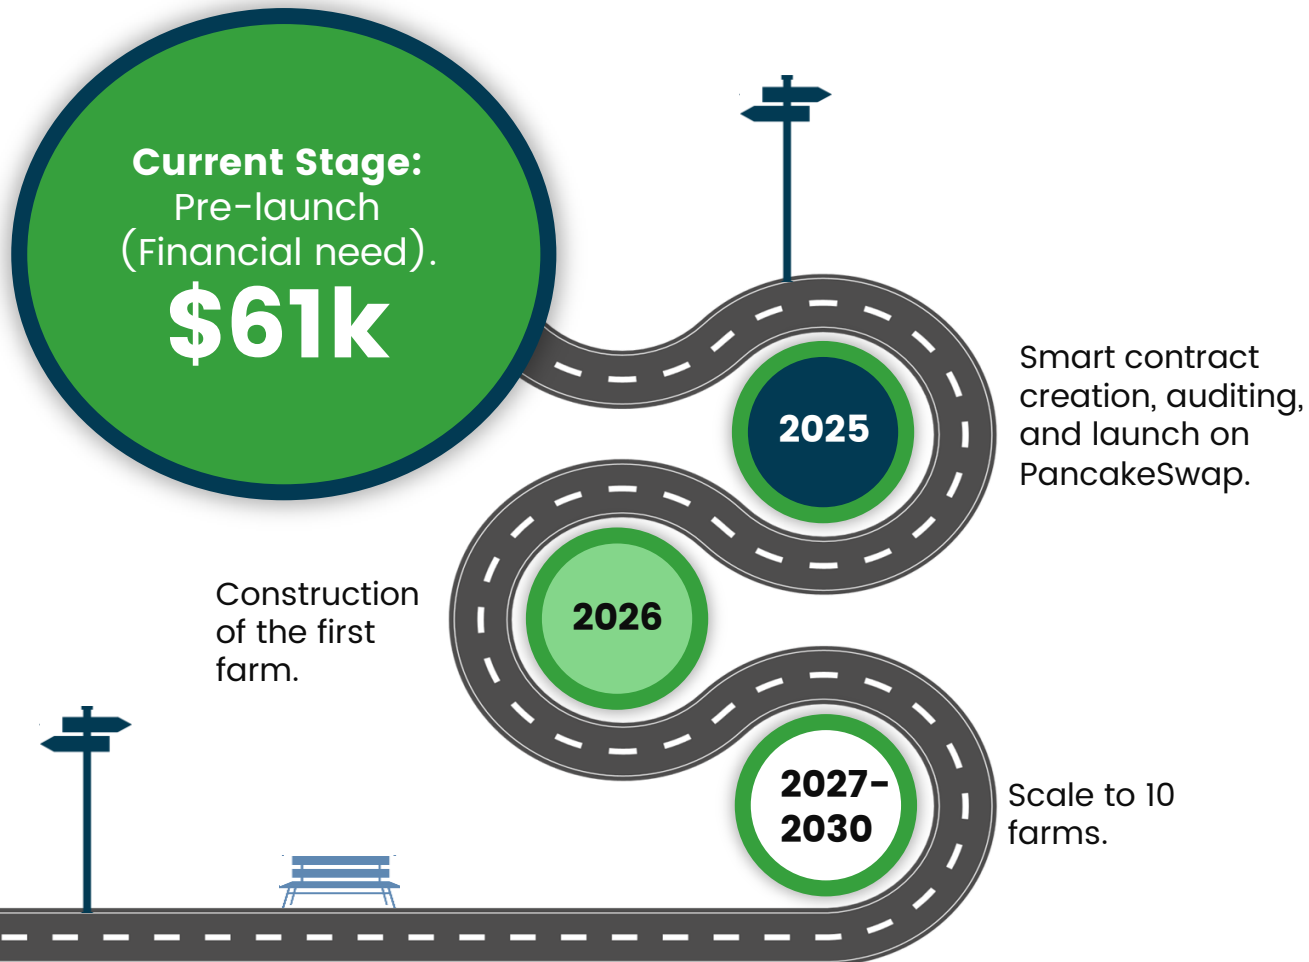 Current Stage:
Pre-launch
(Financial need).
$61k
2025
Smart contract
creation, auditing,
and launch on
PancakeSwap.
2026
Construction
of the first
farm.
2027-
2030
Scale to 10
farms.